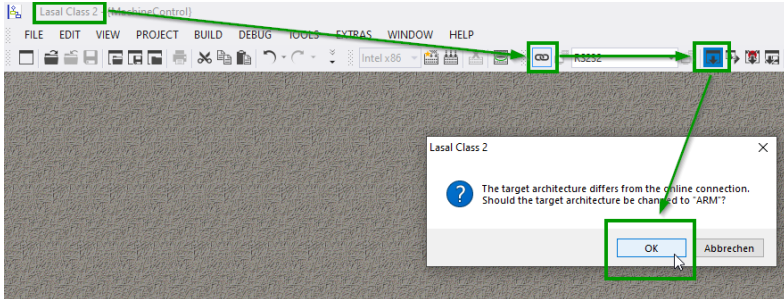 Lasal Class 2 - {MachineControl}
FILE EDIT VIEW PROJECT BUILD DEBUG TOOLS EXTRAS WINDOW HELP
Intel x86 RS232
Lasal Class 2
The target architecture differs from the online connection.
Should the target architecture be changed to "ARM"?
OK Abbrechen